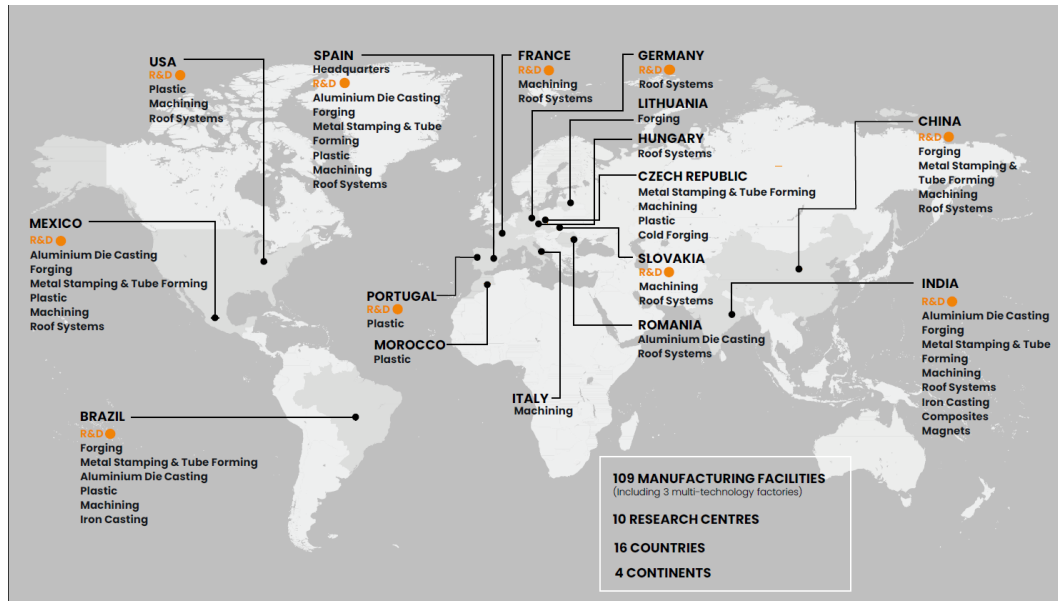 USA
R&D
Plastic
Machining
Roof Systems
SPAIN
Headquarters
R&D
Aluminium Die Casting
Forging
Metal Stamping & Tube
Forming
Plastic
Machining
Roof Systems
FRANCE
R&D
Machining
Roof Systems
GERMANY
R&D
Roof Systems
LITHUANIA
Forging
HUNGARY
Roof Systems
CZECH REPUBLIC
Metal Stamping & Tube Forming
Machining
Plastic
Cold Forging
SLOVAKIA
R&D
Machining
Roof Systems
ROMANIA
Aluminium Die Casting
Roof Systems
CHINA
R&D
Forging
Metal Stamping &
Tube Forming
Machining
Roof Systems
INDIA
R&D
Aluminium Die Casting
Forging
Metal Stamping & Tube
Forming
Machining
Roof Systems
Iron Casting
Composites
Magnets
MEXICO
R&D
Aluminium Die Casting
Forging
Metal Stamping & Tube Forming
Plastic
Machining
Roof Systems
PORTUGAL
R&D
Plastic
MOROCCO
Plastic
ITALY
Machining
BRAZIL
R&D
Forging
Metal Stamping & Tube Forming
Aluminium Die Casting
Plastic
Machining
Iron Casting
109 MANUFACTURING FACILITIES
(Including 3 multi-technology factories)
10 RESEARCH CENTRES
16 COUNTRIES
4 CONTINENTS